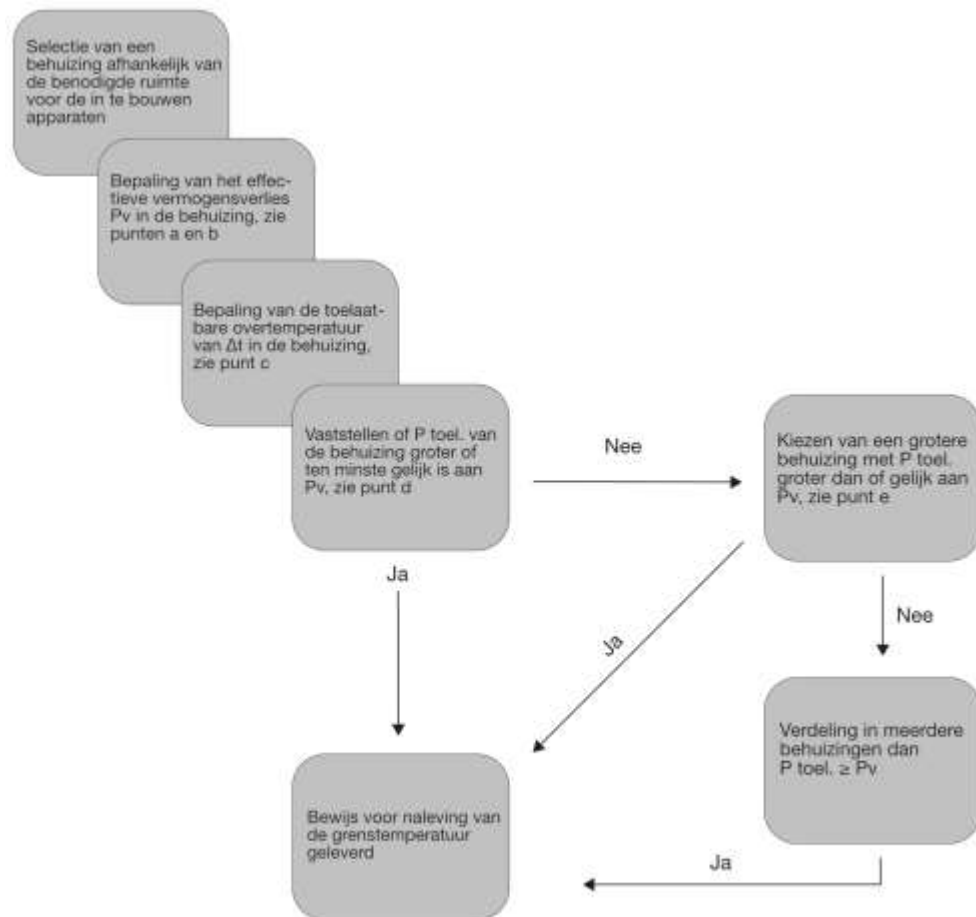 Selectie van een
behuizing afhankelijk van
de benodigde ruimte
voor de in te bouwen
apparaten
Bepaling van het effec-
tieve vermogensverlies
Pv in de behuizing, zie
punten a en b
Bepaling van de toelaat-
bare overtemperatuur
van Δt in de behuizing,
zie punt c
Vaststellen of P toel. van
de behuizing groter of
ten minste gelijk is aan
Pv, zie punt d
Nee
Kiezen van een grotere
behuizing met P toel.
groter dan of gelijk aan
Pv, zie punt e
Ja
Ja
Nee
Verdeling in meerdere
behuizingen dan
P toel. ≥ Pv
Bewijs voor naleving van
de grenstemperatuur
geleverd
Ja